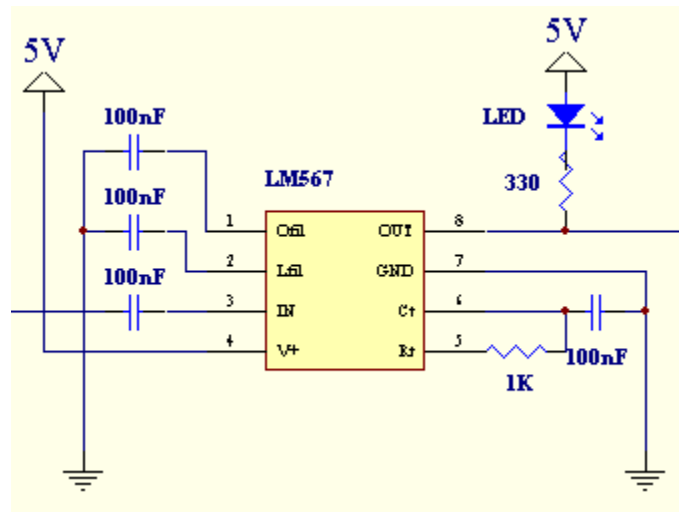 5V
5V
100nF
LED
LM567
330
100nF
1 Ofil OUT 8
2 Lfil GND 7
100nF
3 IN Ct 6
4 V+ Rt 5
100nF
1K